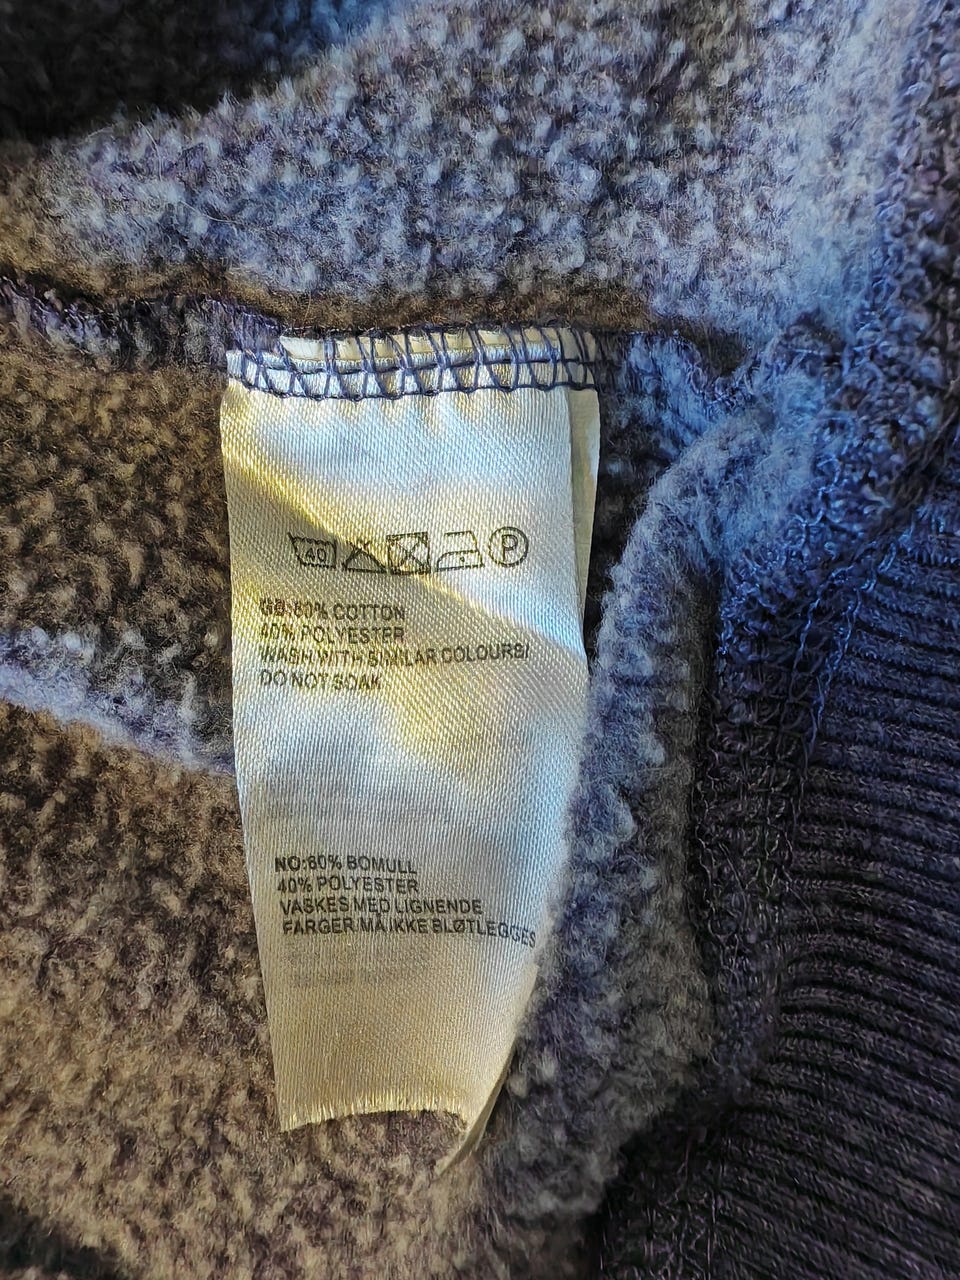 40 P
GB:60% COTTON
40% POLYESTER
WASH WITH SIMILAR COLOURS/
DO NOT SOAK
NO:60% BOMULL
40% POLYESTER
VASKES MED LIGNENDE
FARGER MÅ IKKE BLØTLEGGES